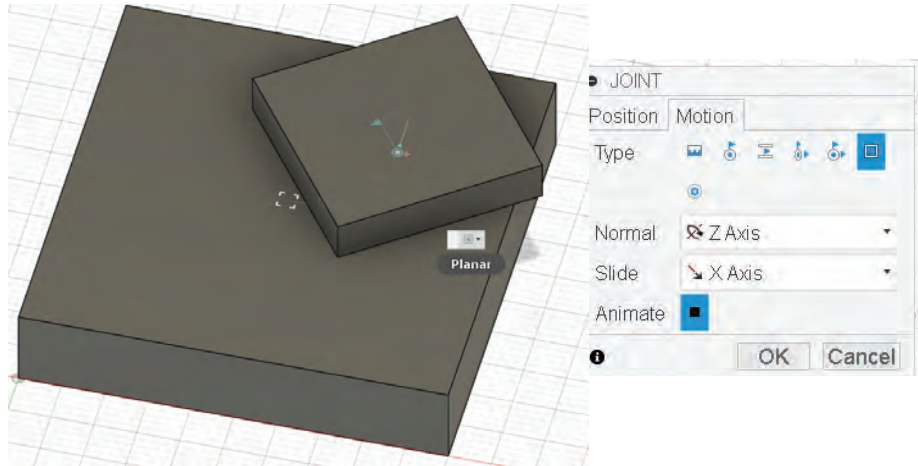 Planar
JOINT
Position Motion
Type
Normal Z Axis
Slide X Axis
Animate
OK Cancel